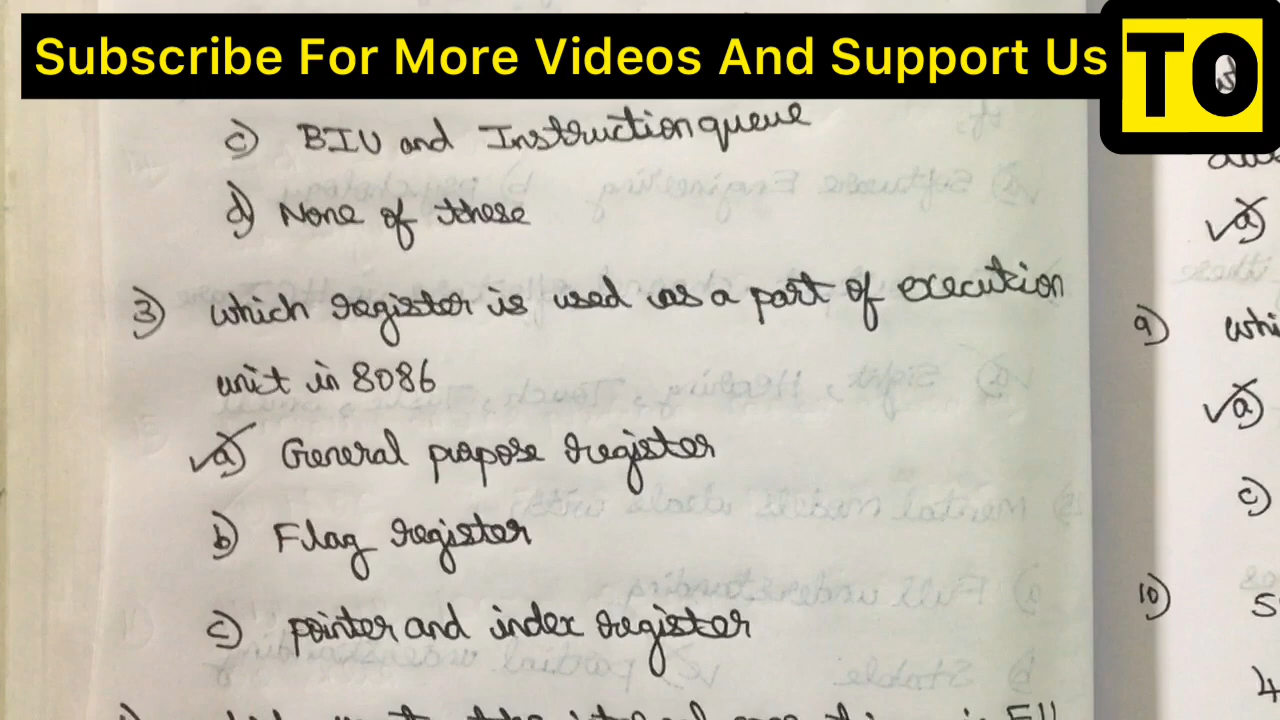 Subscribe For More Videos And Support Us
TO
c) BIU and Instruction queue
d) None of these
3) which register is used as a part of execution
unit in 8086
a) General purpose register
b) Flag register
c) pointer and index register
a)
9) whi
a)
c)
10) S
4